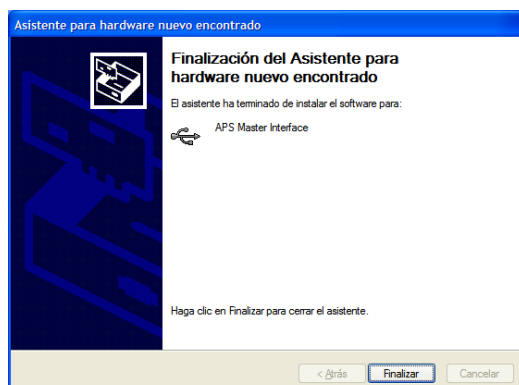 Asistente para hardware nuevo encontrado
Finalización del Asistente para
hardware nuevo encontrado
El asistente ha terminado de instalar el software para:
APS Master Interface
Haga clic en Finalizar para cerrar el asistente.
< Atrás
Finalizar
Cancelar